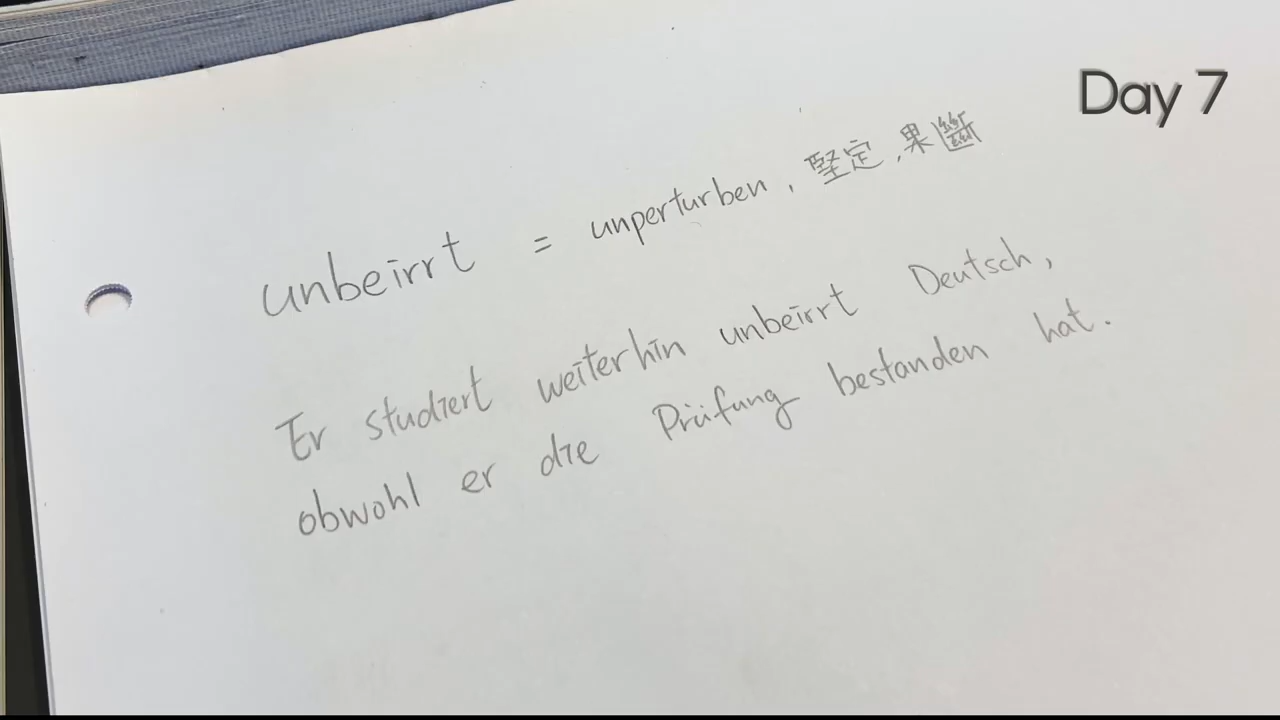 Day 7
unbeirrt = unperturben, 堅定, 果斷
Er studiert weiterhin unbeirrt Deutsch,
obwohl er die Prüfung bestanden hat.